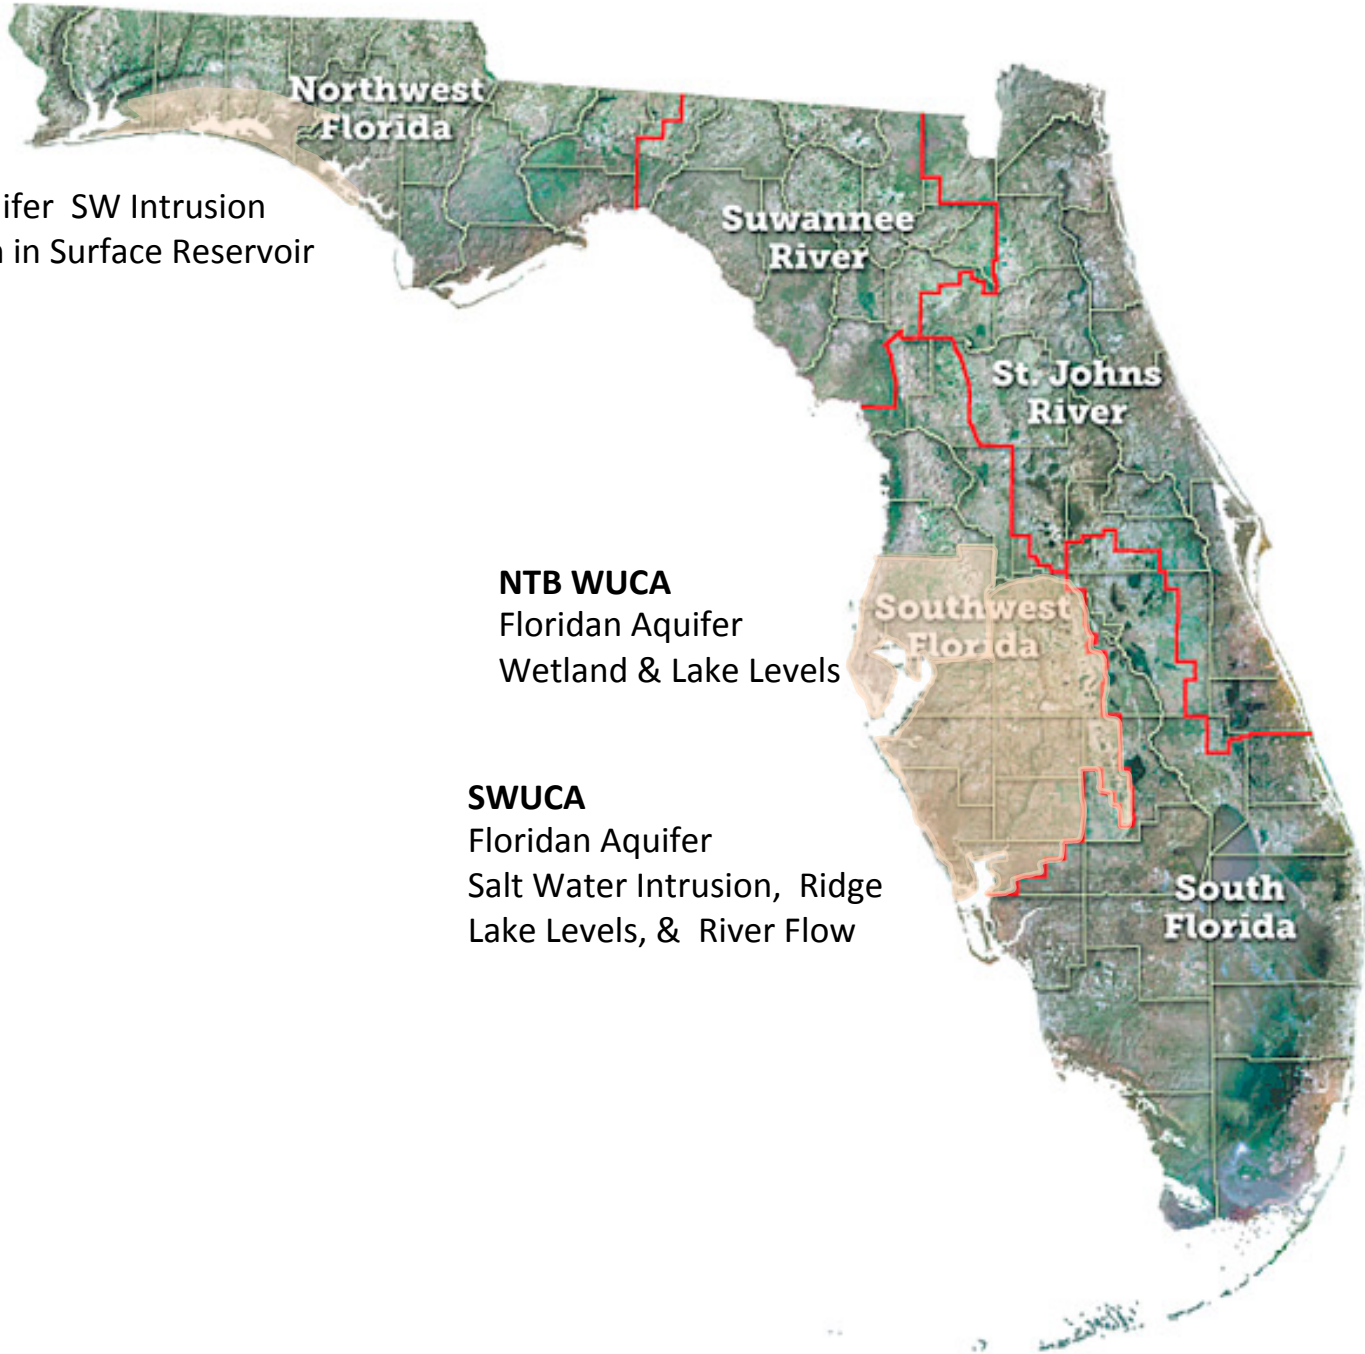 Northwest
Florida
SW Intrusion
in Surface Reservoir
Suwannee
River
St. Johns
River
NTB WUCA
Floridan Aquifer
Wetland & Lake Levels
Southwest
Florida
SWUCA
Floridan Aquifer
Salt Water Intrusion, Ridge
Lake Levels, & River Flow
South
Florida